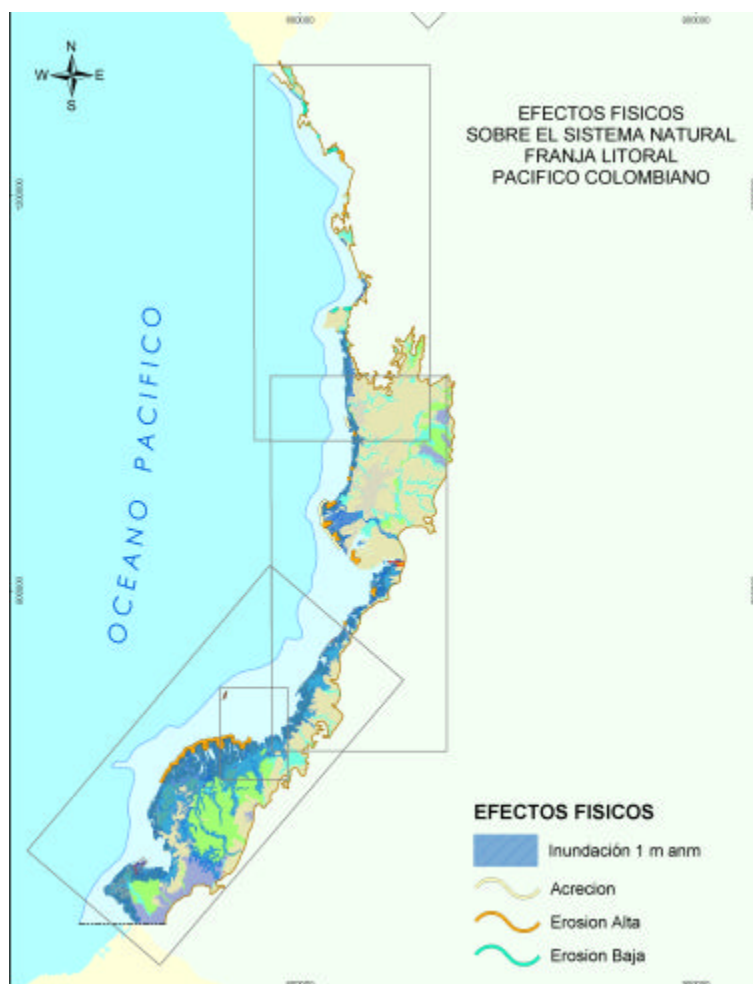 N
W E
S
EFECTOS FISICOS
SOBRE EL SISTEMA NATURAL
FRANJA LITORAL
PACIFICO COLOMBIANO
OCEANO PACIFICO
EFECTOS FISICOS
Inundación 1 m anm
Acrecion
Erosion Alta
Erosion Baja